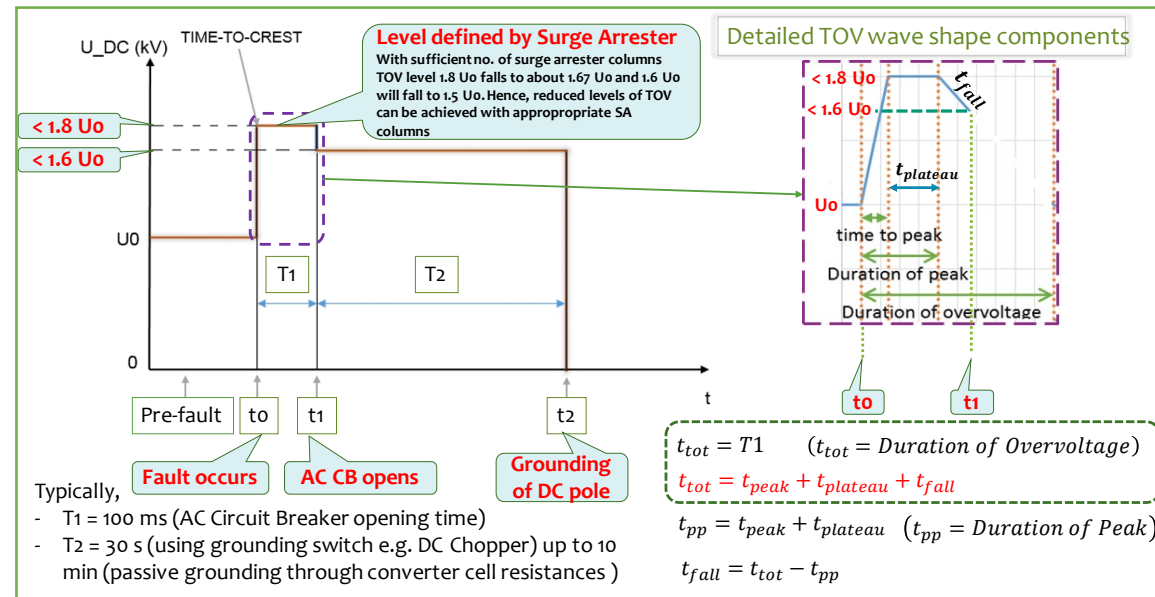 U_DC (kV)
TIME-TO-CREST
Level defined by Surge Arrester
With sufficient no. of surge arrester columns
TOV level 1.8 U0 falls to about 1.67 U0 and 1.6 U0
will fall to 1.5 U0. Hence, reduced levels of TOV
can be achieved with appropropriate SA
columns
< 1.8 U0
< 1.6 U0
U0
T1
T2
0
t
Pre-fault
t0
t1
t2
Fault occurs
AC CB opens
Grounding
of DC pole
Typically,
- T1 = 100 ms (AC Circuit Breaker opening time)
- T2 = 30 s (using grounding switch e.g. DC Chopper) up to 10
min (passive grounding through converter cell resistances )
Detailed TOV wave shape components
< 1.8 U0
t_fall
< 1.6 U0
t_plateau
U0
time to peak
Duration of peak
Duration of overvoltage
t0
t1
t_tot = T1 (t_tot = Duration of Overvoltage)
t_tot = t_peak + t_plateau + t_fall
t_pp = t_peak + t_plateau (t_pp = Duration of Peak)
t_fall = t_tot − t_pp